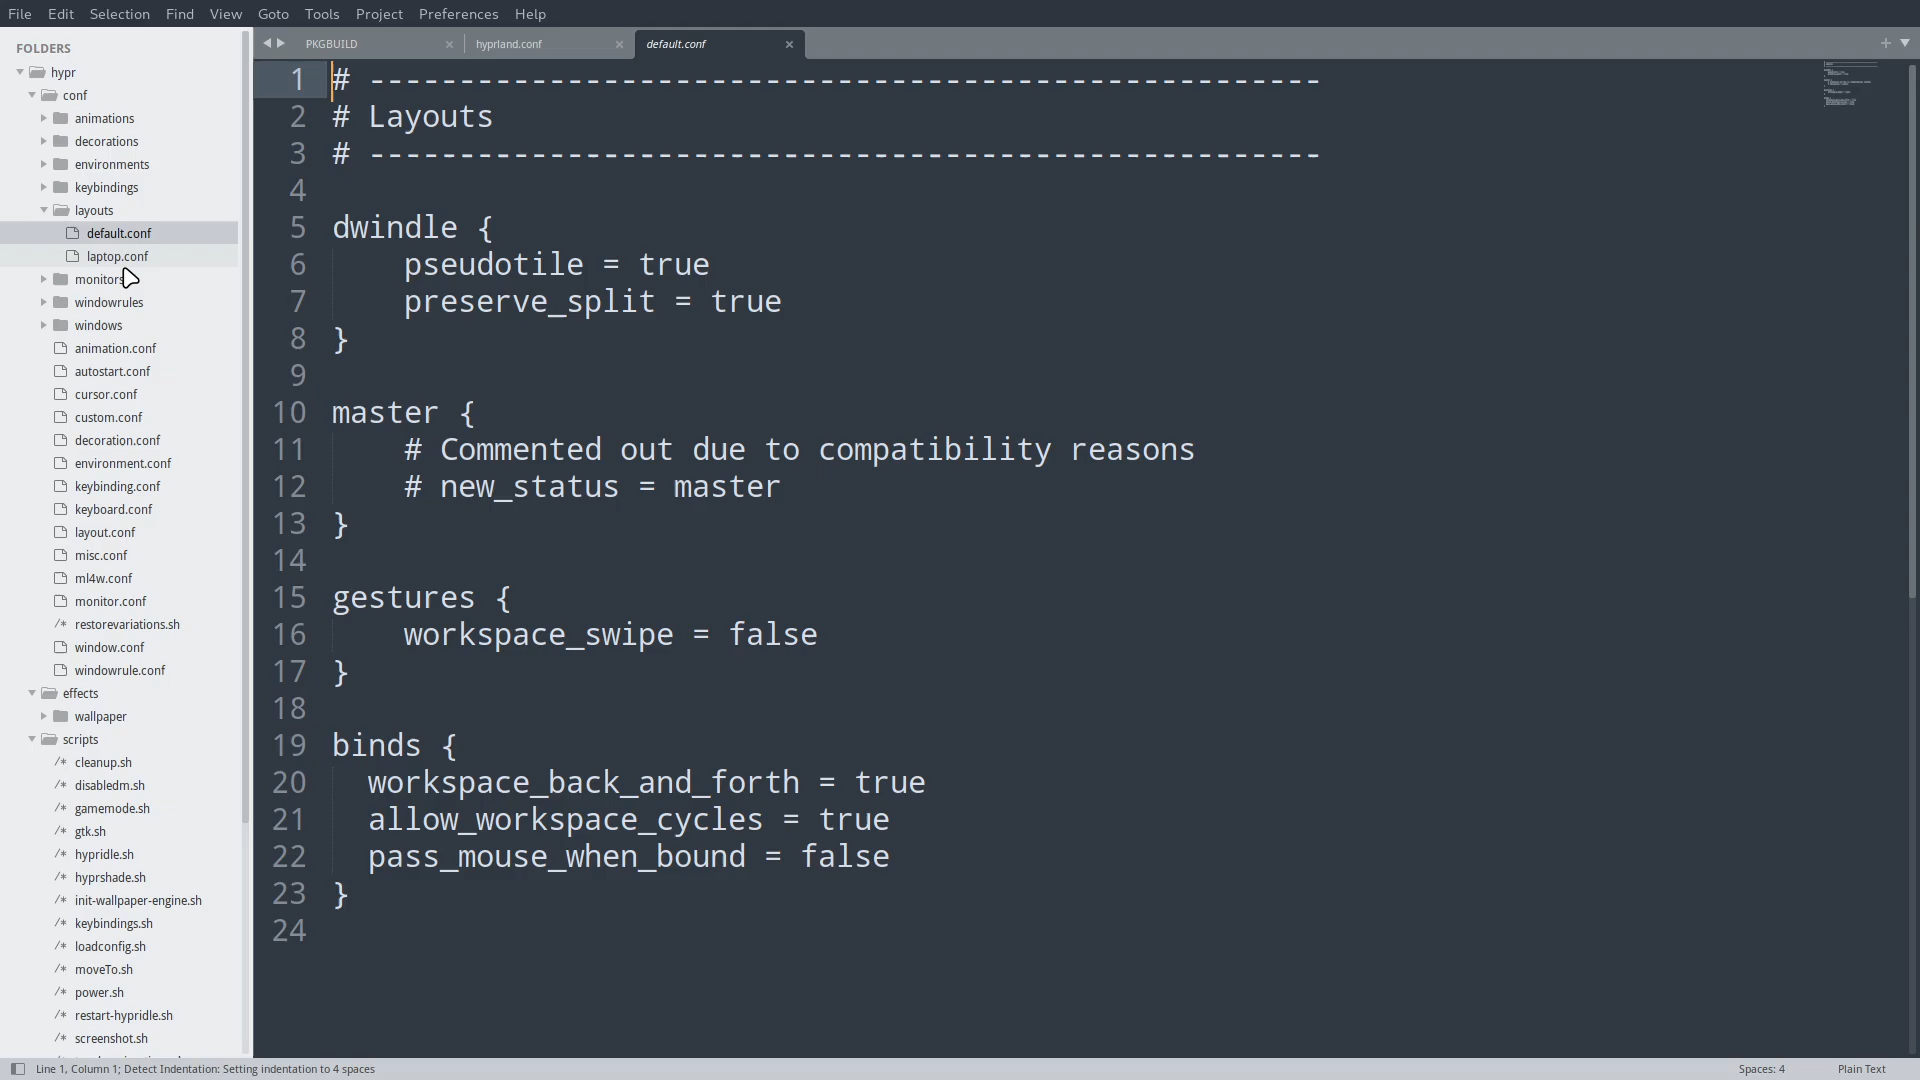 File Edit Selection Find View Goto Tools Project Preferences Help
FOLDERS
hypr
conf
animations
decorations
environments
keybindings
layouts
default.conf
laptop.conf
monitors
windowrules
windows
animation.conf
autostart.conf
cursor.conf
custom.conf
decoration.conf
environment.conf
keybinding.conf
keyboard.conf
layout.conf
misc.conf
ml4w.conf
monitor.conf
/* restorevariations.sh
window.conf
windowrule.conf
effects
wallpaper
scripts
/* cleanup.sh
/* disabledm.sh
/* gamemode.sh
/* gtk.sh
/* hypridle.sh
/* hyprshade.sh
/* init-wallpaper-engine.sh
/* keybindings.sh
/* loadconfig.sh
/* moveTo.sh
/* power.sh
/* restart-hypridle.sh
/* screenshot.sh
PKGBUILD × hyprland.conf × default.conf ×
1 # -----------------------------------------------------
2 # Layouts
3 # -----------------------------------------------------
4
5 dwindle {
6     pseudotile = true
7     preserve_split = true
8 }
9
10 master {
11     # Commented out due to compatibility reasons
12     # new_status = master
13 }
14
15 gestures {
16     workspace_swipe = false
17 }
18
19 binds {
20   workspace_back_and_forth = true
21   allow_workspace_cycles = true
22   pass_mouse_when_bound = false
23 }
24
Line 1, Column 1; Detect Indentation: Setting indentation to 4 spaces Spaces: 4 Plain Text